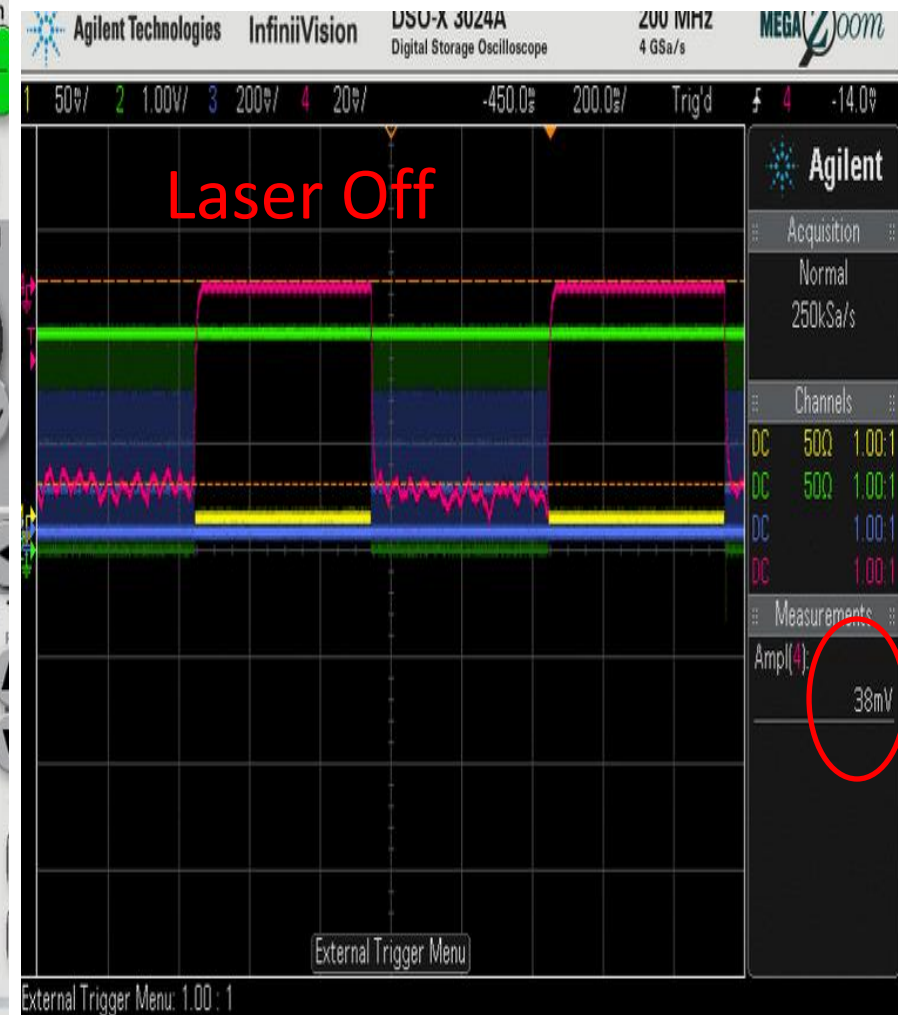 Agilent Technologies InfiniiVision DSO-X 3024A 200 MHz MEGA Zoom
Digital Storage Oscilloscope 4 GSa/s
1 50mV/ 2 1.00V/ 3 200mV/ 4 20mV/ -450.0ms 200.0ms/ Trig'd 4 -14.0mV
Laser Off
T
Agilent
Acquisition
Normal
250kSa/s
Channels
DC 50Ω 1.00:1
DC 50Ω 1.00:1
DC 1.00:1
DC 1.00:1
Measurements
Ampl(4):
38mV
External Trigger Menu
External Trigger Menu: 1.00 : 1